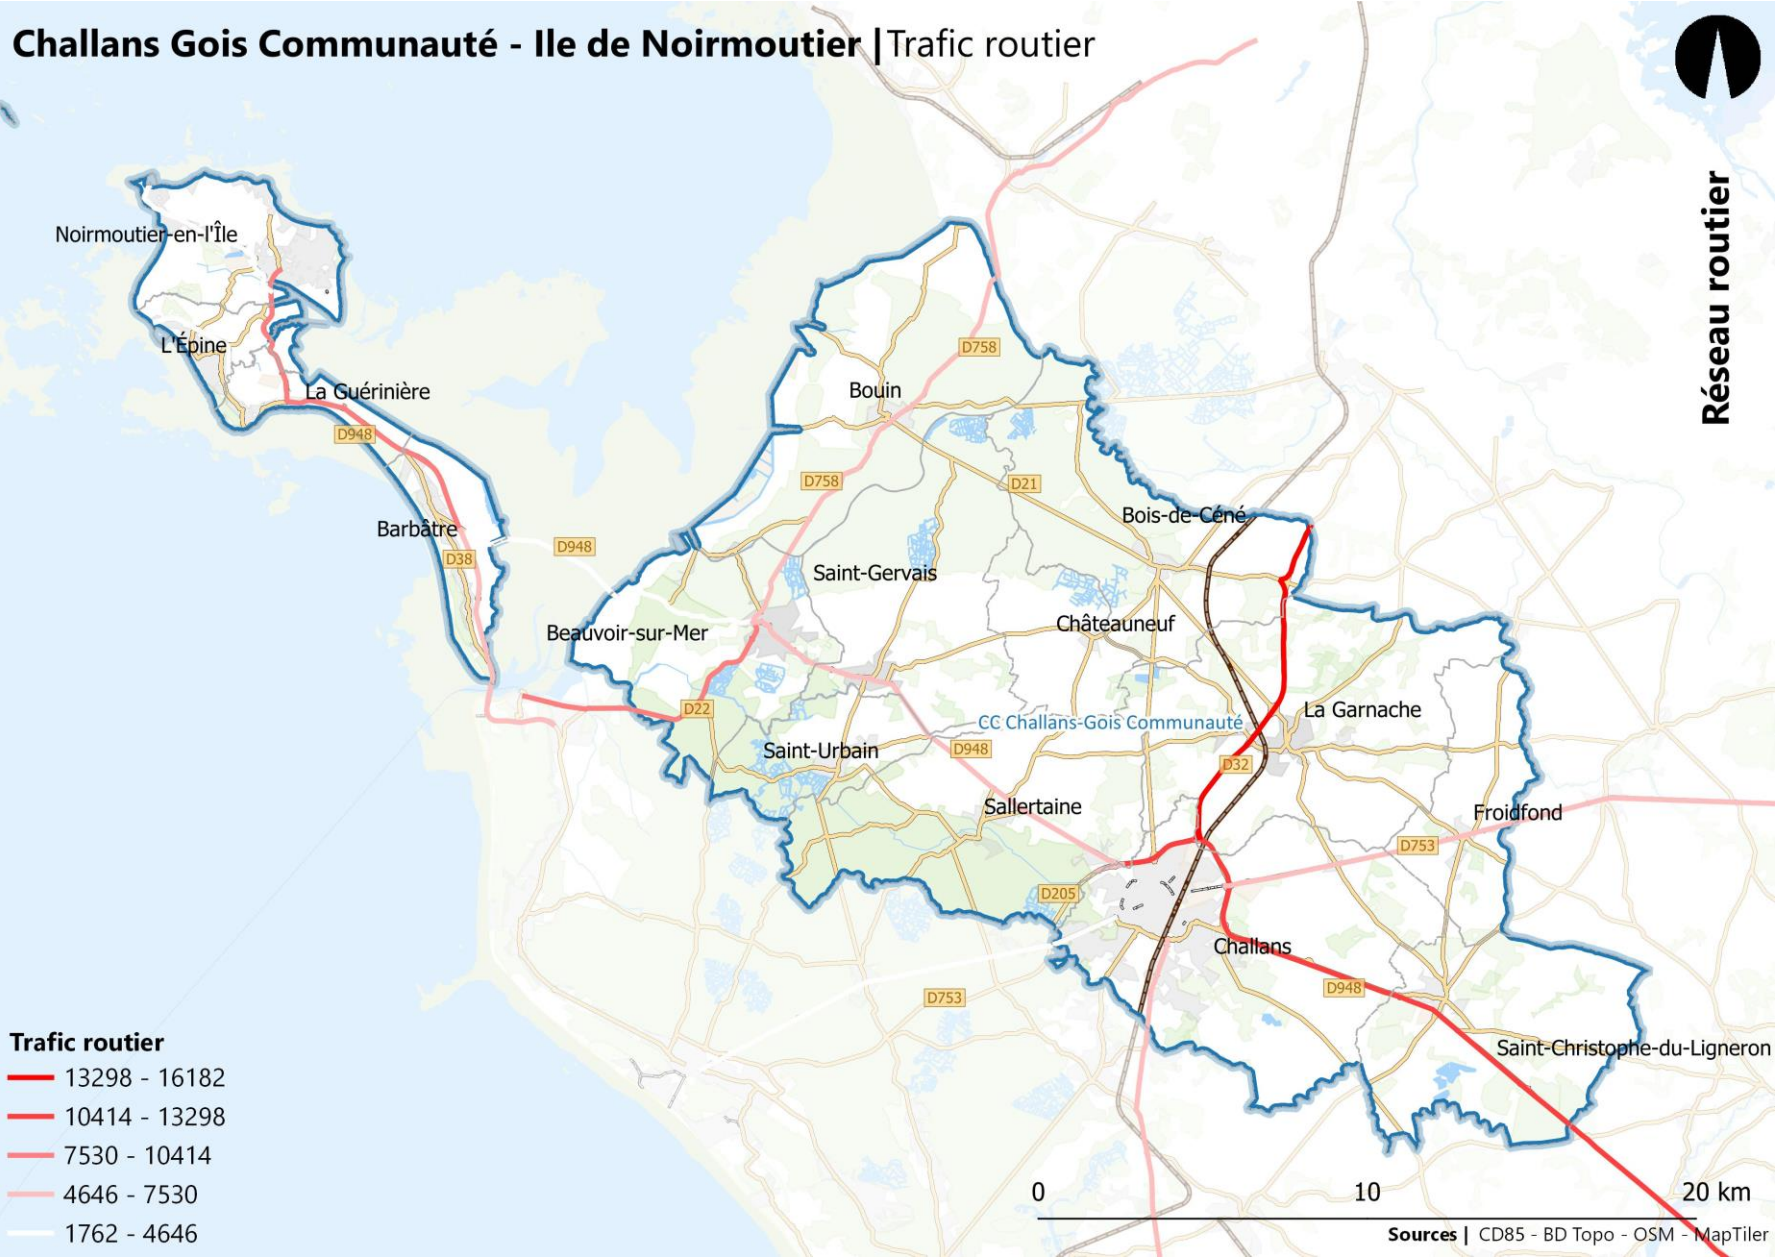 Challans Gois Communauté - Ile de Noirmoutier | Trafic routier
Réseau routier
Noirmoutier-en-l'Île
L'Épine
La Guérinière
D948
Barbâtre
D38
D948
D758
Bouin
D758
D21
Bois-de-Céné
Saint-Gervais
Châteauneuf
Beauvoir-sur-Mer
D22
La Garnache
CC Challans-Gois Communauté
Saint-Urbain
D948
D32
Sallertaine
Froidfond
D753
D205
Challans
D948
D753
Saint-Christophe-du-Ligneron
Trafic routier
13298 - 16182
10414 - 13298
7530 - 10414
4646 - 7530
1762 - 4646
0 10 20 km
Sources | CD85 - BD Topo - OSM - MapTiler